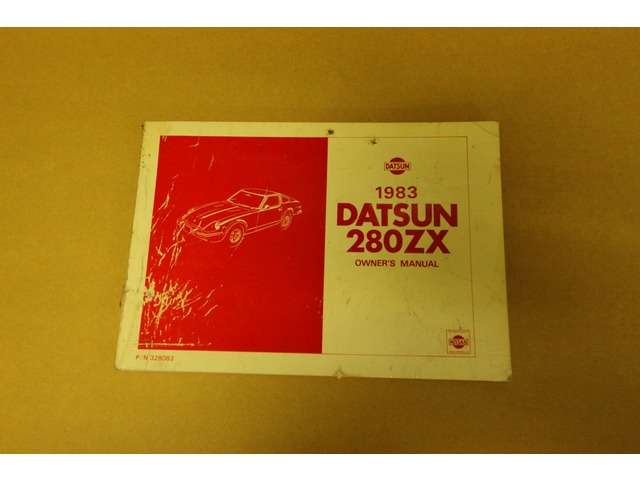 DATSUN
1983
DATSUN
280ZX
OWNER'S MANUAL
P/N 328083